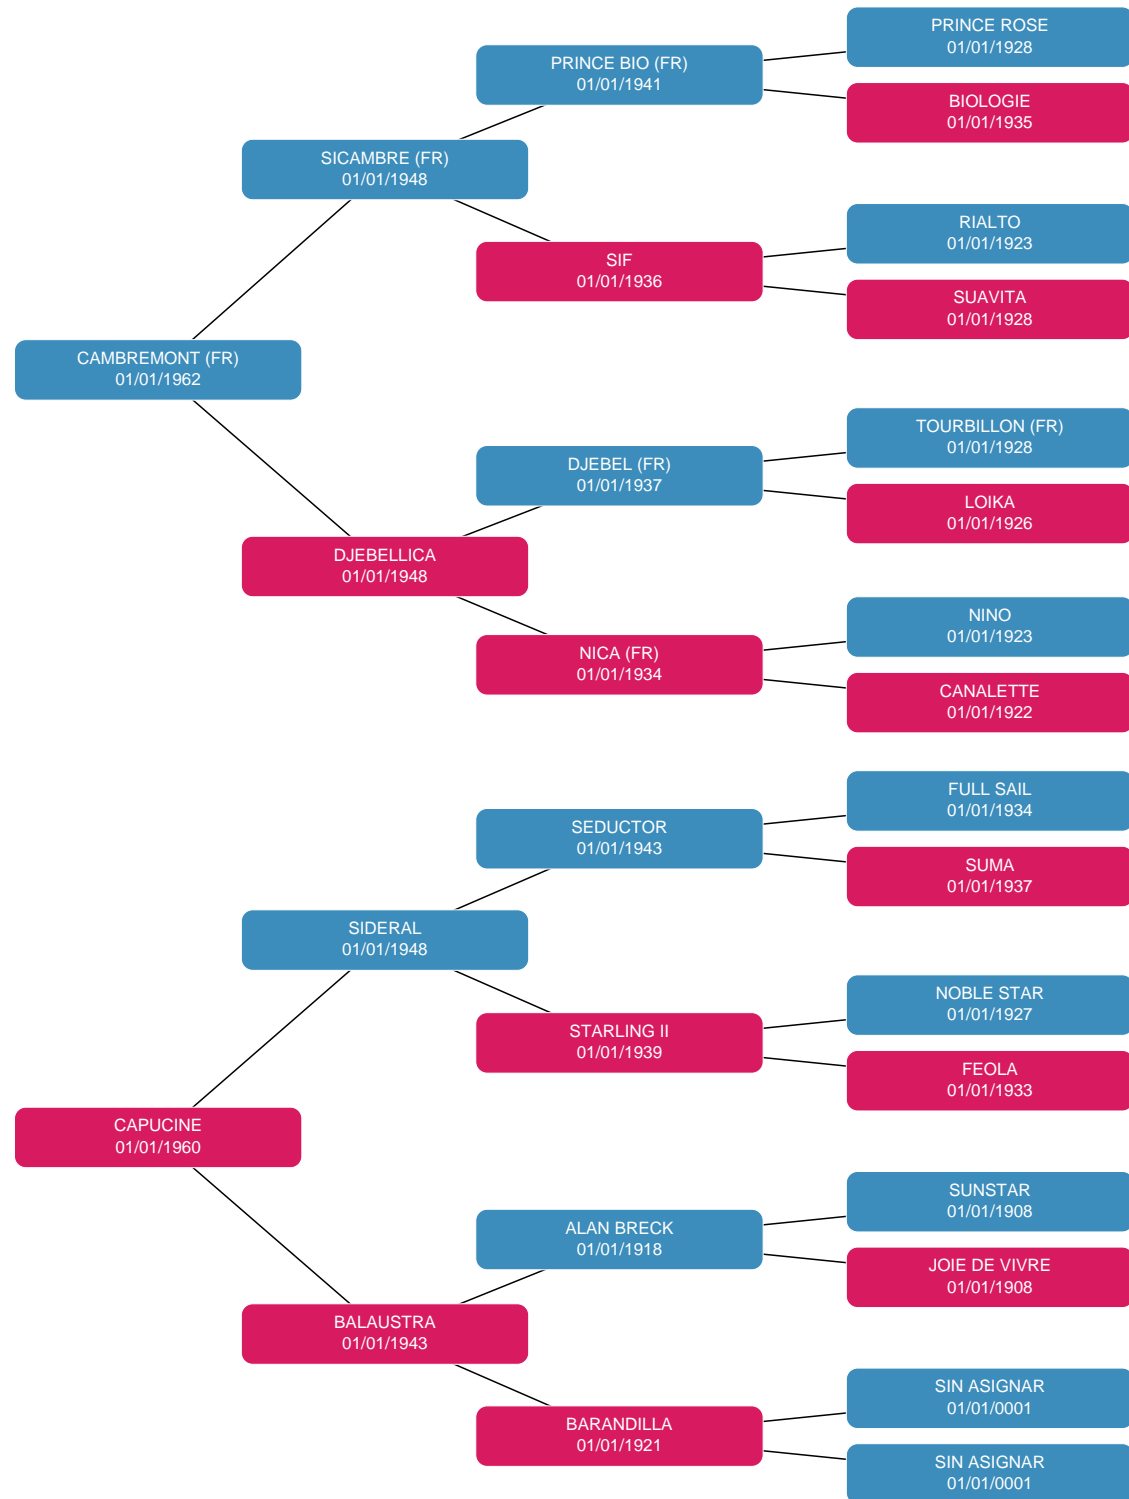 PRINCE ROSE
01/01/1928
PRINCE BIO (FR)
01/01/1941
BIOLOGIE
01/01/1935
SICAMBRE (FR)
01/01/1948
RIALTO
01/01/1923
SIF
01/01/1936
SUAVITA
01/01/1928
CAMBREMONT (FR)
01/01/1962
TOURBILLON (FR)
01/01/1928
DJEBEL (FR)
01/01/1937
LOIKA
01/01/1926
DJEBELLICA
01/01/1948
NINO
01/01/1923
NICA (FR)
01/01/1934
CANALETTE
01/01/1922
FULL SAIL
01/01/1934
SEDUCTOR
01/01/1943
SUMA
01/01/1937
SIDERAL
01/01/1948
NOBLE STAR
01/01/1927
STARLING II
01/01/1939
FEOLA
01/01/1933
CAPUCINE
01/01/1960
SUNSTAR
01/01/1908
ALAN BRECK
01/01/1918
JOIE DE VIVRE
01/01/1908
BALAUSTRA
01/01/1943
SIN ASIGNAR
01/01/0001
BARANDILLA
01/01/1921
SIN ASIGNAR
01/01/0001